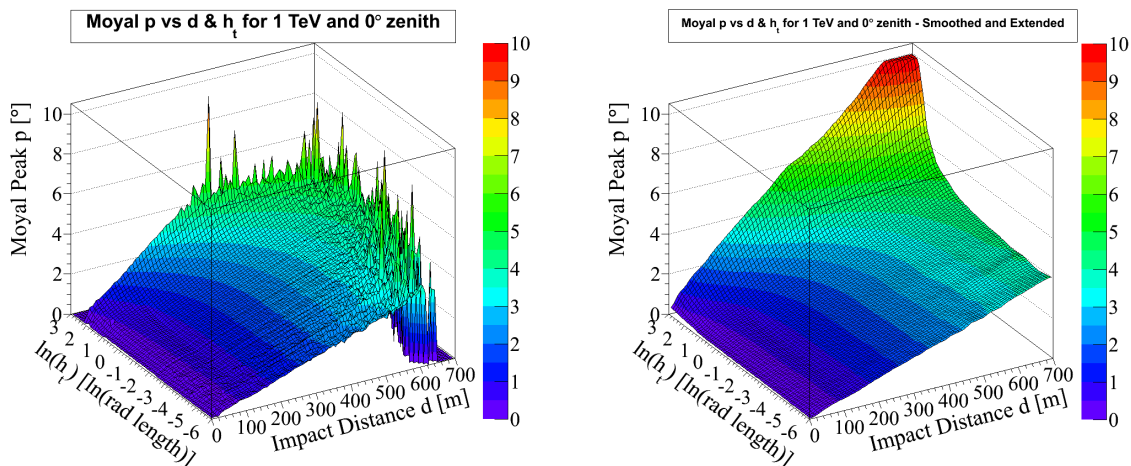 Moyal p vs d & h_t for 1 TeV and 0° zenith
Moyal Peak p [°]
10
8
6
4
2
0
3 2 1 0 -1 -2 -3 -4 -5 -6
ln(h_t) [ln(rad length)]
0 100 200 300 400 500 600 700
Impact Distance d [m]
10
9
8
7
6
5
4
3
2
1
0
Moyal p vs d & h_t for 1 TeV and 0° zenith - Smoothed and Extended
Moyal Peak p [°]
10
8
6
4
2
0
3 2 1 0 -1 -2 -3 -4 -5 -6
ln(h_t) [ln(rad length)]
0 100 200 300 400 500 600 700
Impact Distance d [m]
10
9
8
7
6
5
4
3
2
1
0